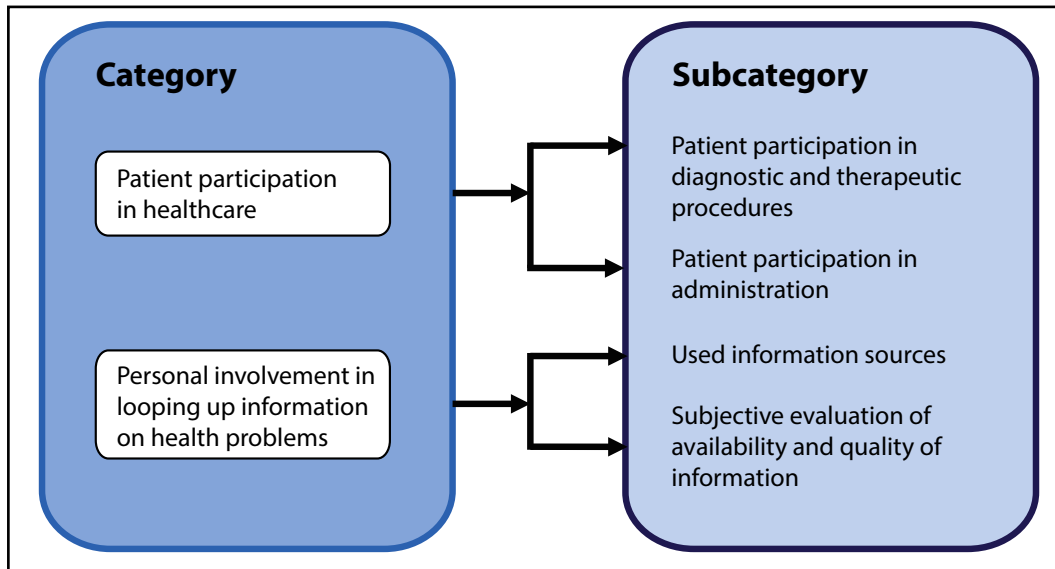 Category
Patient participation
in healthcare
Personal involvement in
looping up information
on health problems
Subcategory
Patient participation in
diagnostic and therapeutic
procedures
Patient participation in
administration
Used information sources
Subjective evaluation of
availability and quality of
information